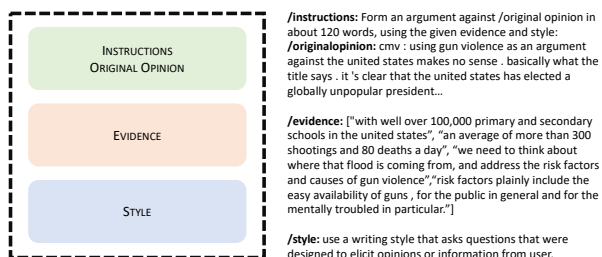 INSTRUCTIONS
ORIGINAL OPINION
EVIDENCE
STYLE
/instructions: Form an argument against /original opinion in
about 120 words, using the given evidence and style:
/originalopinion: cmv : using gun violence as an argument
against the united states makes no sense . basically what the
title says . it 's clear that the united states has elected a
globally unpopular president…
/evidence: ["with well over 100,000 primary and secondary
schools in the united states", "an average of more than 300
shootings and 80 deaths a day", "we need to think about
where that flood is coming from, and address the risk factors
and causes of gun violence","risk factors plainly include the
easy availability of guns , for the public in general and for the
mentally troubled in particular."]
/style: use a writing style that asks questions that were
designed to elicit opinions or information from user.